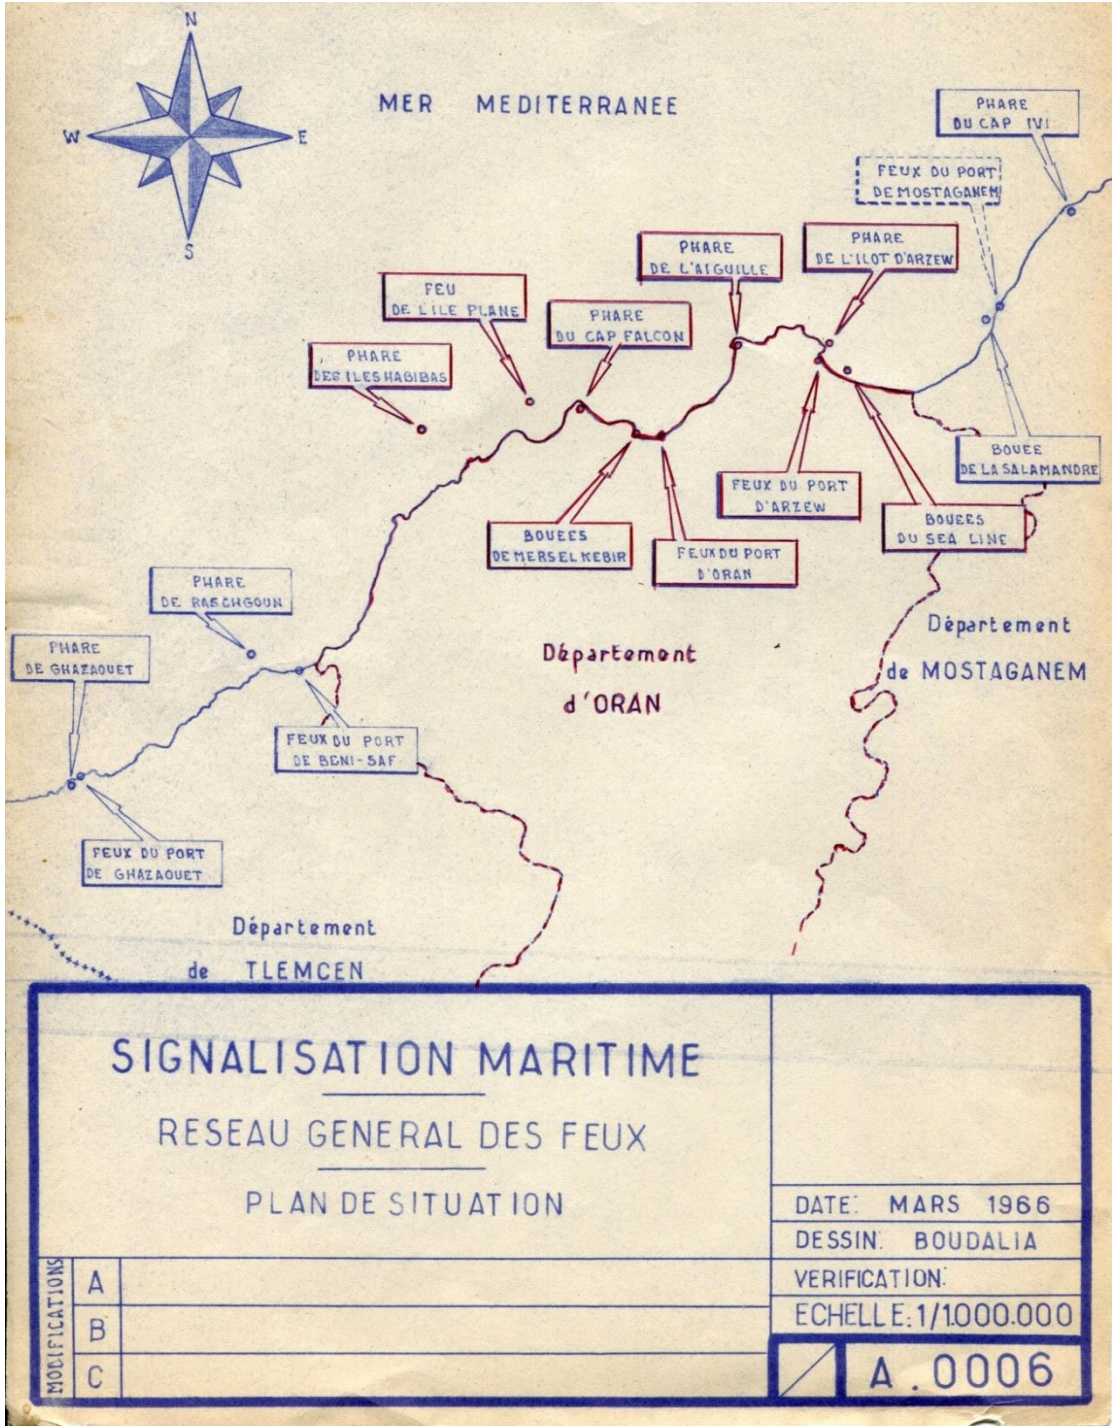 N
W
E
S
MER MEDITERRANEE
PHARE
DU CAP IVI
FEUX DU PORT
DE MOSTAGANEM
PHARE
DE L'AIGUILLE
PHARE
DE L'ILOT D'ARZEW
FEU
DE L'ILE PLANE
PHARE
DU CAP FALCON
PHARE
DES ILES HABIBAS
BOUEE
DE LA SALAMANDRE
FEUX DU PORT
D'ARZEW
BOUEES
DU SEA LINE
BOUEES
DE MERS EL KEBIR
FEUX DU PORT
D'ORAN
PHARE
DE RASCHGOUN
PHARE
DE GHAZAOUET
FEUX DU PORT
DE BENI-SAF
FEUX DU PORT
DE GHAZAOUET
Département
d'ORAN
Département
de MOSTAGANEM
Département
de TLEMCEN
SIGNALISATION MARITIME
RESEAU GENERAL DES FEUX
PLAN DE SITUATION
DATE: MARS 1966
DESSIN: BOUDALIA
VERIFICATION:
ECHELLE: 1/1.000.000
MODIFICATIONS
A
B
C
A.0006